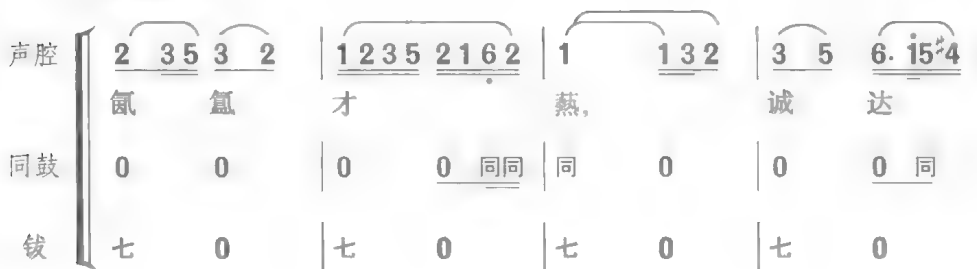 声腔 2 35 3 2 | 1235 2162 | 1 132 | 3 5 6. i5#4
氤 氲 才 爇, 诚 达
同鼓 0 0 | 0 0 同同 | 同 0 | 0 0 同
钹 七 0 | 七 0 | 七 0 | 七 0